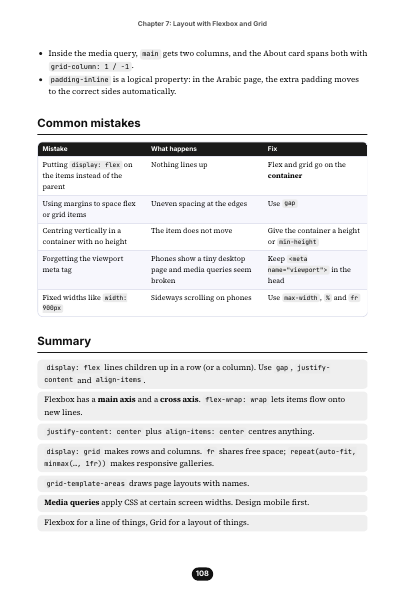 Chapter 7: Layout with Flexbox and Grid
• Inside the media query, main gets two columns, and the About card spans both with
grid-column: 1 / -1.
• padding-inline is a logical property: in the Arabic page, the extra padding moves
to the correct sides automatically.
Common mistakes
Mistake What happens Fix
Putting display: flex on Nothing lines up Flex and grid go on the
the items instead of the container
parent
Using margins to space flex Uneven spacing at the edges Use gap
or grid items
Centring vertically in a The item does not move Give the container a height
container with no height or min-height
Forgetting the viewport Phones show a tiny desktop Keep <meta
meta tag page and media queries seem name="viewport"> in the
broken head
Fixed widths like width: Sideways scrolling on phones Use max-width, % and fr
900px
Summary
display: flex lines children up in a row (or a column). Use gap, justify-
content and align-items.
Flexbox has a main axis and a cross axis. flex-wrap: wrap lets items flow onto
new lines.
justify-content: center plus align-items: center centres anything.
display: grid makes rows and columns. fr shares free space; repeat(auto-fit,
minmax(…, 1fr)) makes responsive galleries.
grid-template-areas draws page layouts with names.
Media queries apply CSS at certain screen widths. Design mobile first.
Flexbox for a line of things, Grid for a layout of things.
108